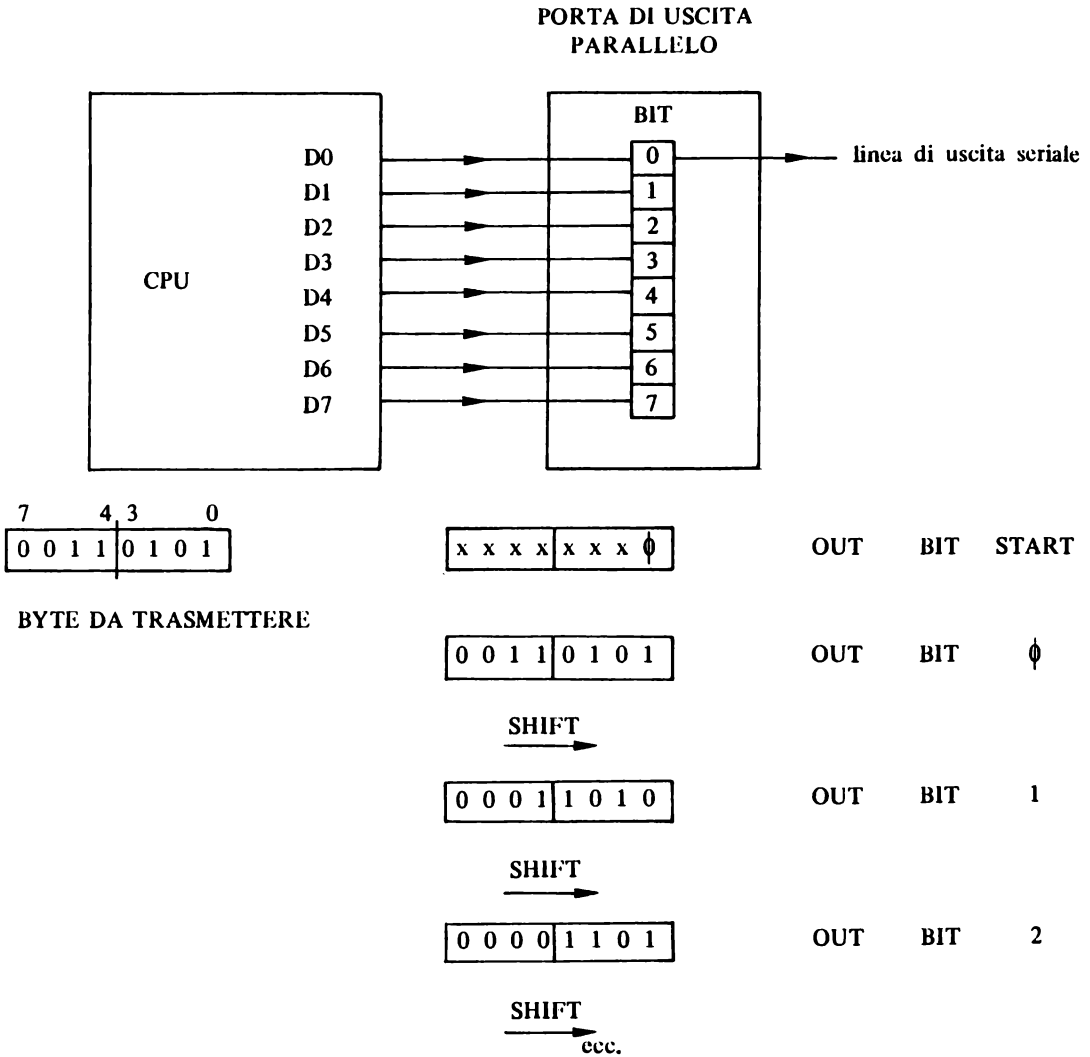 PORTA DI USCITA
PARALLELO
BIT
D0 0 linea di uscita seriale
D1 1
D2 2
D3 3
CPU
D4 4
D5 5
D6 6
D7 7
7 4 3 0
0 0 1 1 0 1 0 1
BYTE DA TRASMETTERE
x x x x x x x ϕ OUT BIT START
0 0 1 1 0 1 0 1 OUT BIT ϕ
SHIFT
0 0 0 1 1 0 1 0 OUT BIT 1
SHIFT
0 0 0 0 1 1 0 1 OUT BIT 2
SHIFT
ecc.